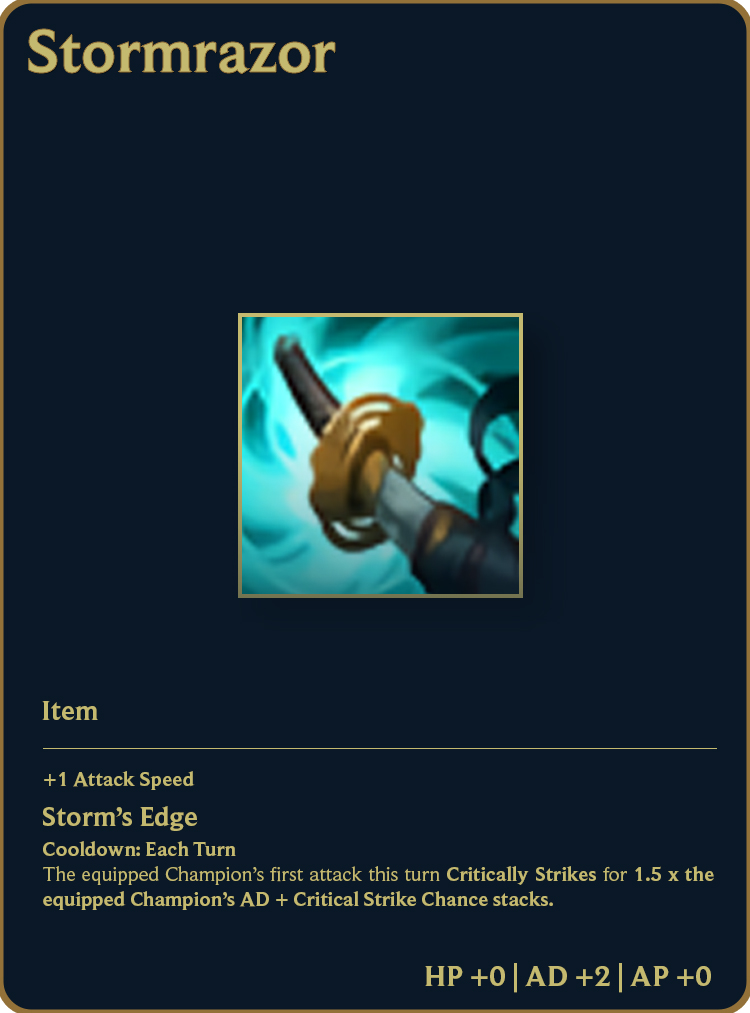 Stormrazor
Item
+1 Attack Speed
Storm’s Edge
Cooldown: Each Turn
The equipped Champion’s first attack this turn Critically Strikes for 1.5 x the
equipped Champion’s AD + Critical Strike Chance stacks.
HP +0 | AD +2 | AP +0